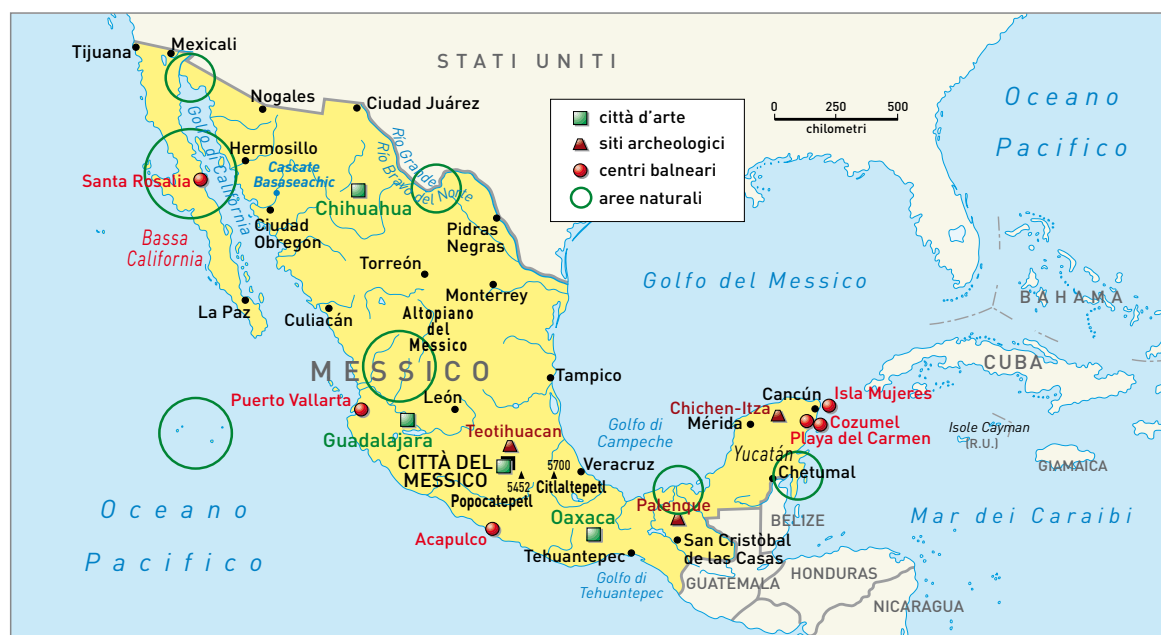 STATI UNITI
Tijuana
Mexicali
Nogales
Ciudad Juárez
Golfo di California
Hermosillo
Cascate
Basaseachic
Santa Rosalia
Chihuahua
Río Grande
Río Bravo del Norte
Ciudad
Obregón
Pidras
Negras
Bassa
California
Torreón
Monterrey
La Paz
Culiacán
Altopiano
del
Messico
MESSICO
Tampico
Puerto Vallarta
León
Guadalajara
Teotihuacan
CITTÀ DEL
MESSICO
5452
Popocatepetl
5700
Citlaltepetl
Veracruz
Golfo di
Campeche
Acapulco
Oaxaca
Tehuantepec
Golfo di
Tehuantepec
Palenque
San Cristòbal
de las Casas
Chichen-Itza
Mérida
Yucatán
Cancún
Isla Mujeres
Cozumel
Playa del Carmen
Chetumal
BELIZE
GUATEMALA
HONDURAS
NICARAGUA
Oceano
Pacifico
città d'arte
siti archeologici
centri balneari
aree naturali
0 250 500
chilometri
Oceano
Pacifico
Golfo del Messico
BAHAMA
CUBA
Isole Cayman
(R.U.)
GIAMAICA
Mar dei Caraibi